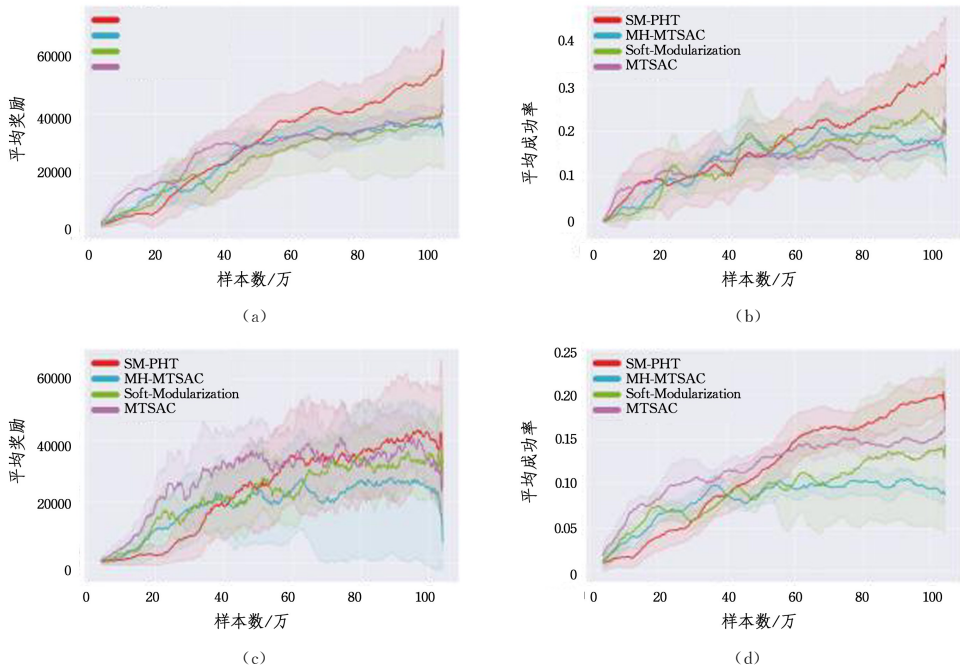 60000
40000
20000
0
平均奖励
0 20 40 60 80 100
样本数/万
(a)
SM-PHT
MH-MTSAC
Soft-Modularization
MTSAC
0.4
0.3
0.2
0.1
0
平均成功率
0 20 40 60 80 100
样本数/万
(b)
SM-PHT
MH-MTSAC
Soft-Modularization
MTSAC
60000
40000
20000
0
平均奖励
0 20 40 60 80 100
样本数/万
(c)
SM-PHT
MH-MTSAC
Soft-Modularization
MTSAC
0.25
0.20
0.15
0.10
0.05
0
平均成功率
0 20 40 60 80 100
样本数/万
(d)